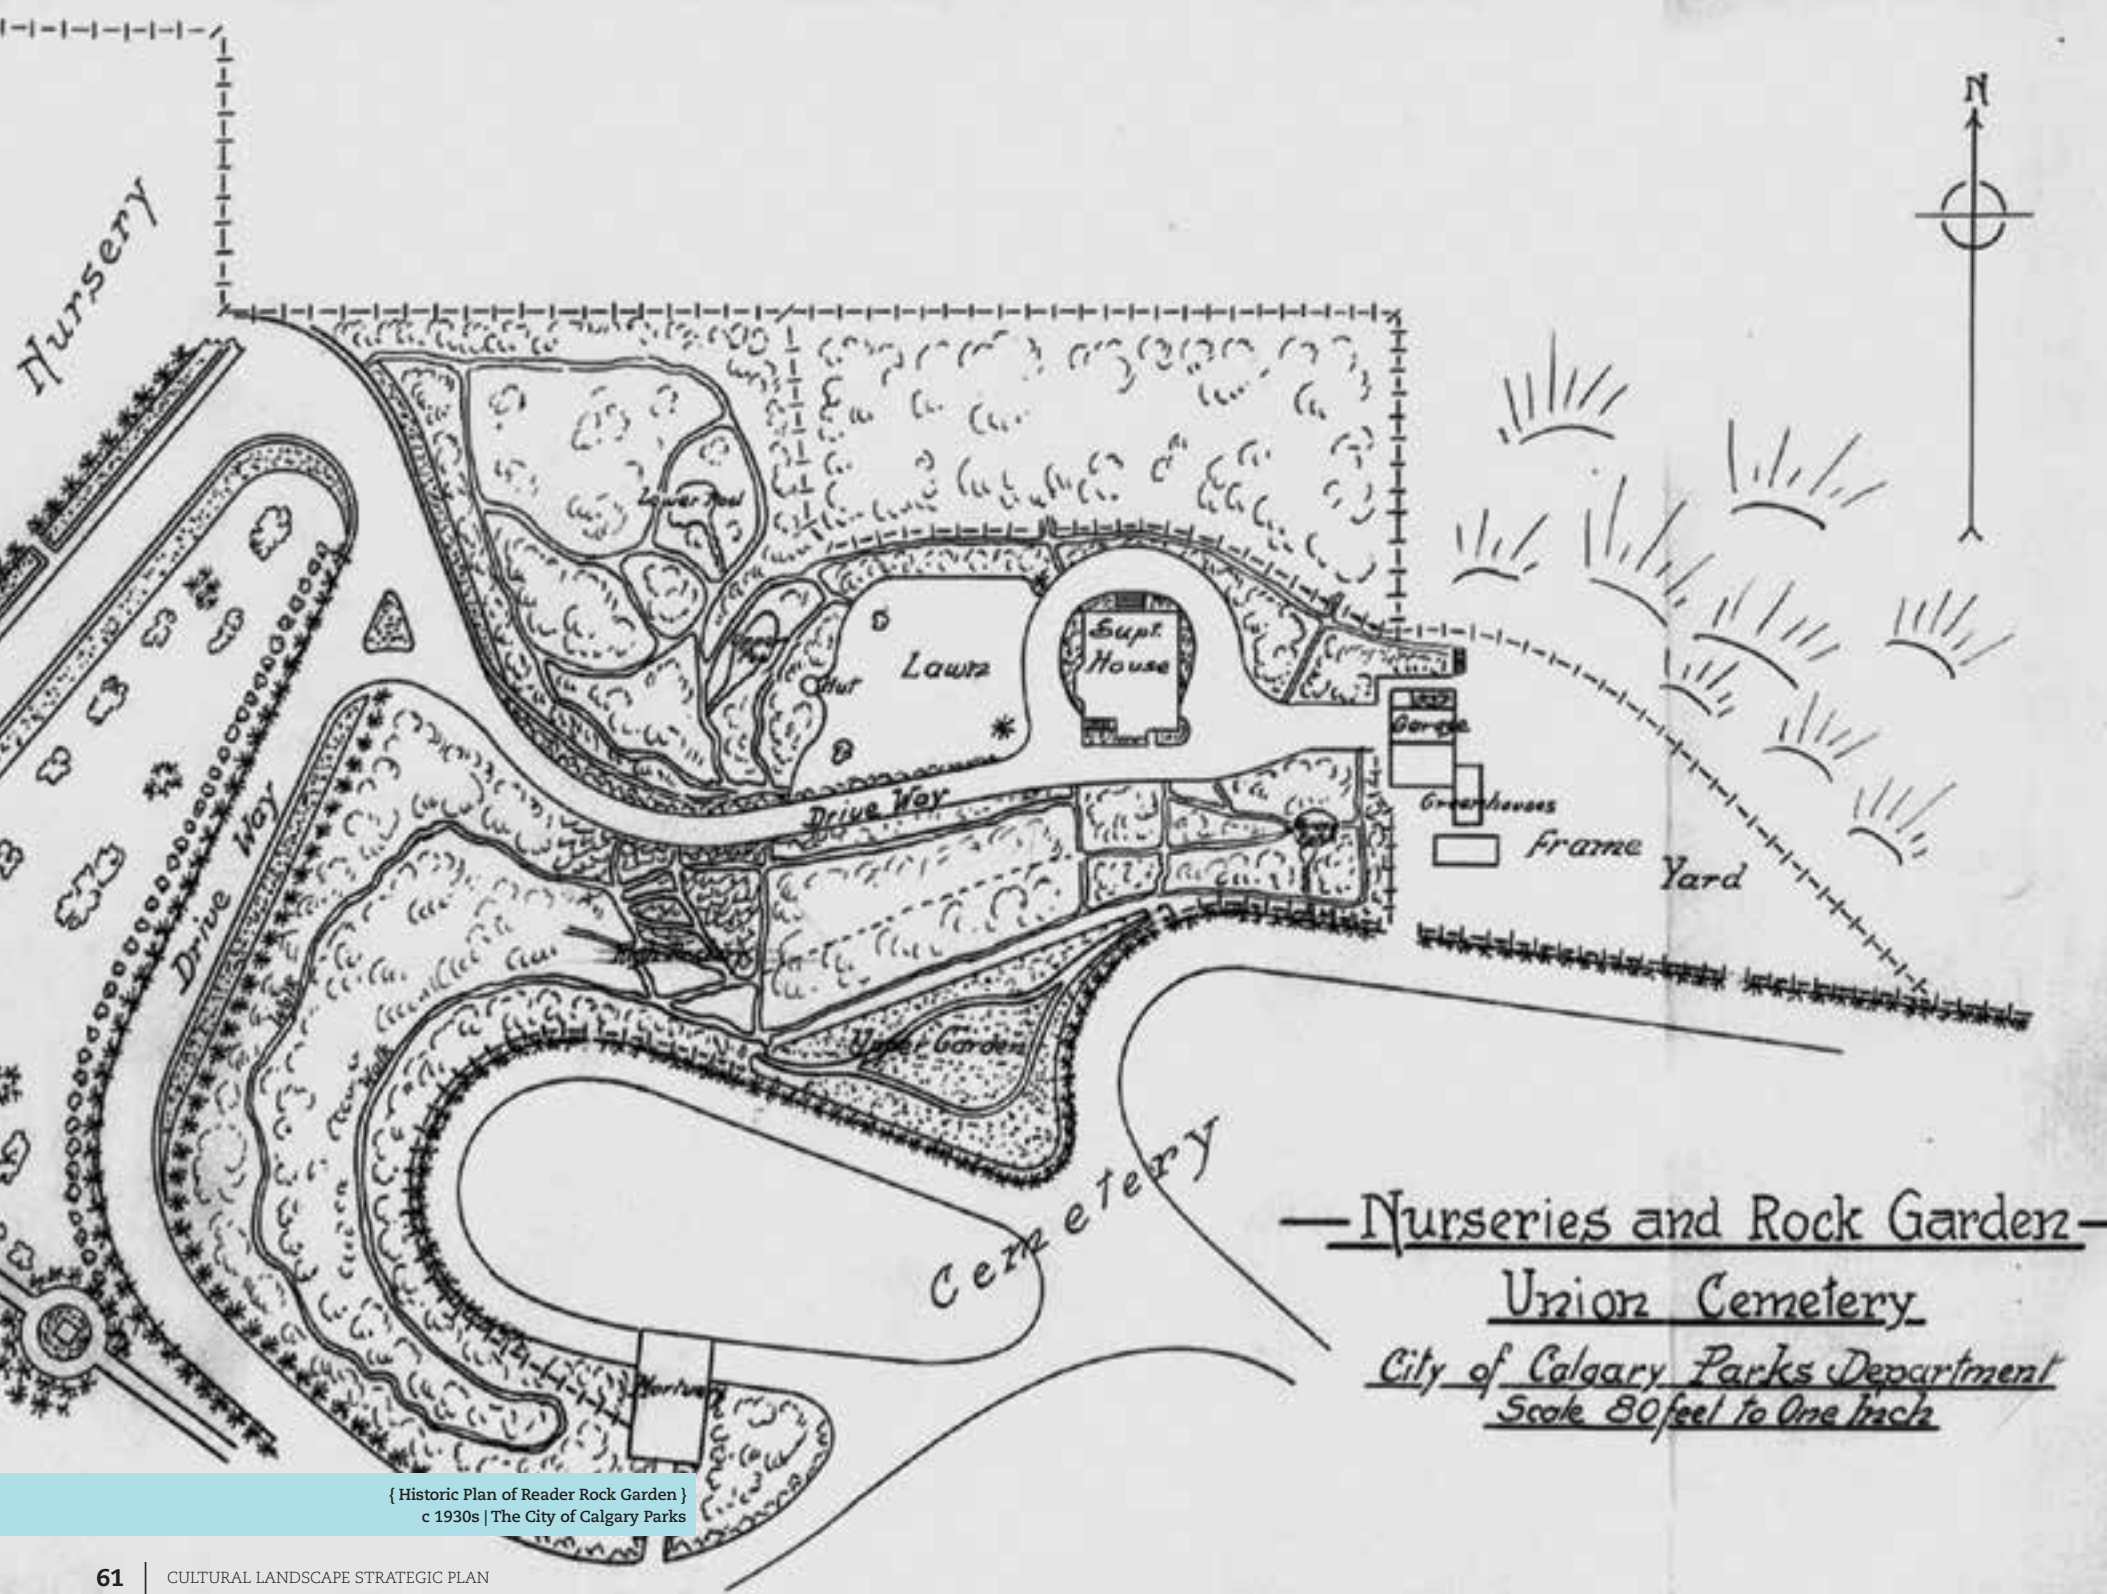 N
Nursery
Lower Pool
Upper
Hut
Lawn
Supt.
House
Garage
Greenhouses
Frame
Yard
Drive Way
Drive Way
Upper Garden
Cemetery
— Nurseries and Rock Garden —
Union Cemetery
City of Calgary Parks Department
Scale 80 feet to One Inch
{ Historic Plan of Reader Rock Garden }
c 1930s | The City of Calgary Parks
61 | CULTURAL LANDSCAPE STRATEGIC PLAN